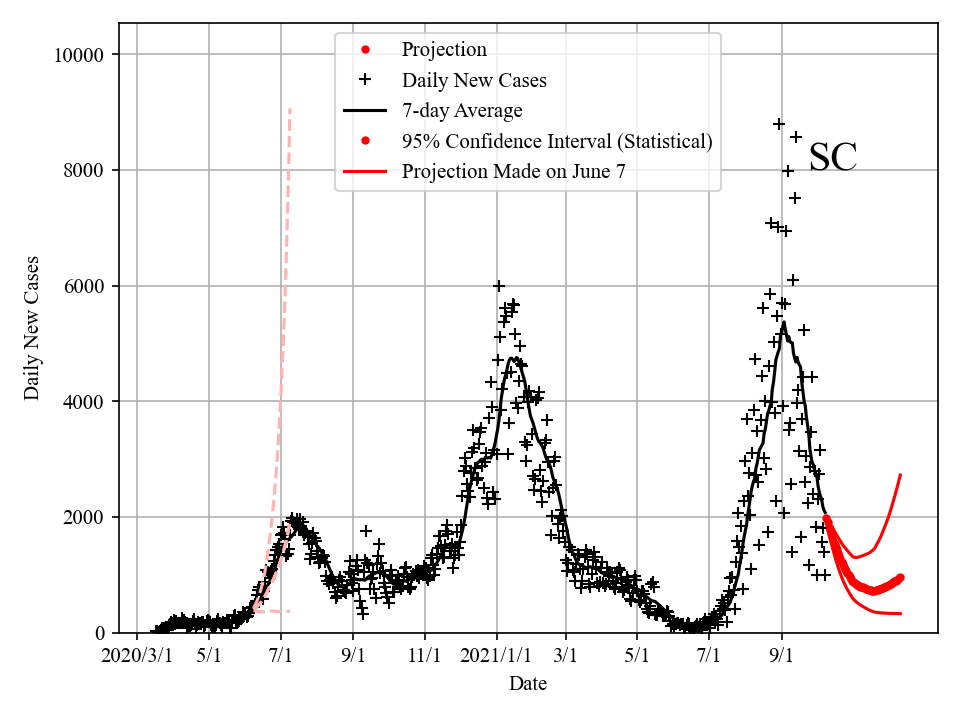 Projection
Daily New Cases
7-day Average
95% Confidence Interval (Statistical)
Projection Made on June 7
SC
10000
8000
6000
4000
2000
0
Daily New Cases
2020/3/1 5/1 7/1 9/1 11/1 2021/1/1 3/1 5/1 7/1 9/1
Date